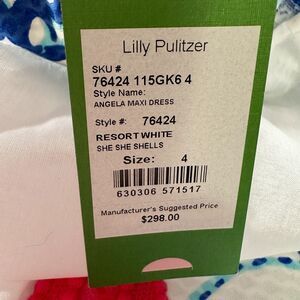 Lilly Pulitzer
SKU #
76424 115GK6 4
Style Name:
ANGELA MAXI DRESS
Style #: 76424
RESORT WHITE
SHE SHE SHELLS
Size: 4
630306 571517
Manufacturer's Suggested Price
$298.00